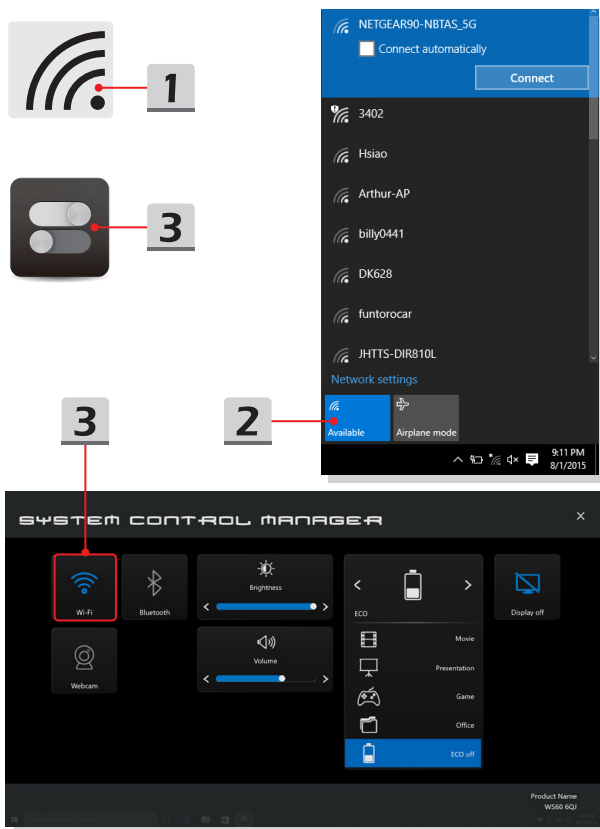 1
3
NETGEAR90-NBTAS_5G
Connect automatically
Connect
3402
Hsiao
Arthur-AP
billy0441
DK628
funtorocar
JHTTS-DIR810L
Network settings
Available
Airplane mode
9:11 PM
8/1/2015
2
3
SYSTEM CONTROL MANAGER
Wi-Fi
Bluetooth
Brightness
ECO
Display off
Webcam
Volume
Movie
Presentation
Game
Office
ECO off
Product Name
WS60 6QJ